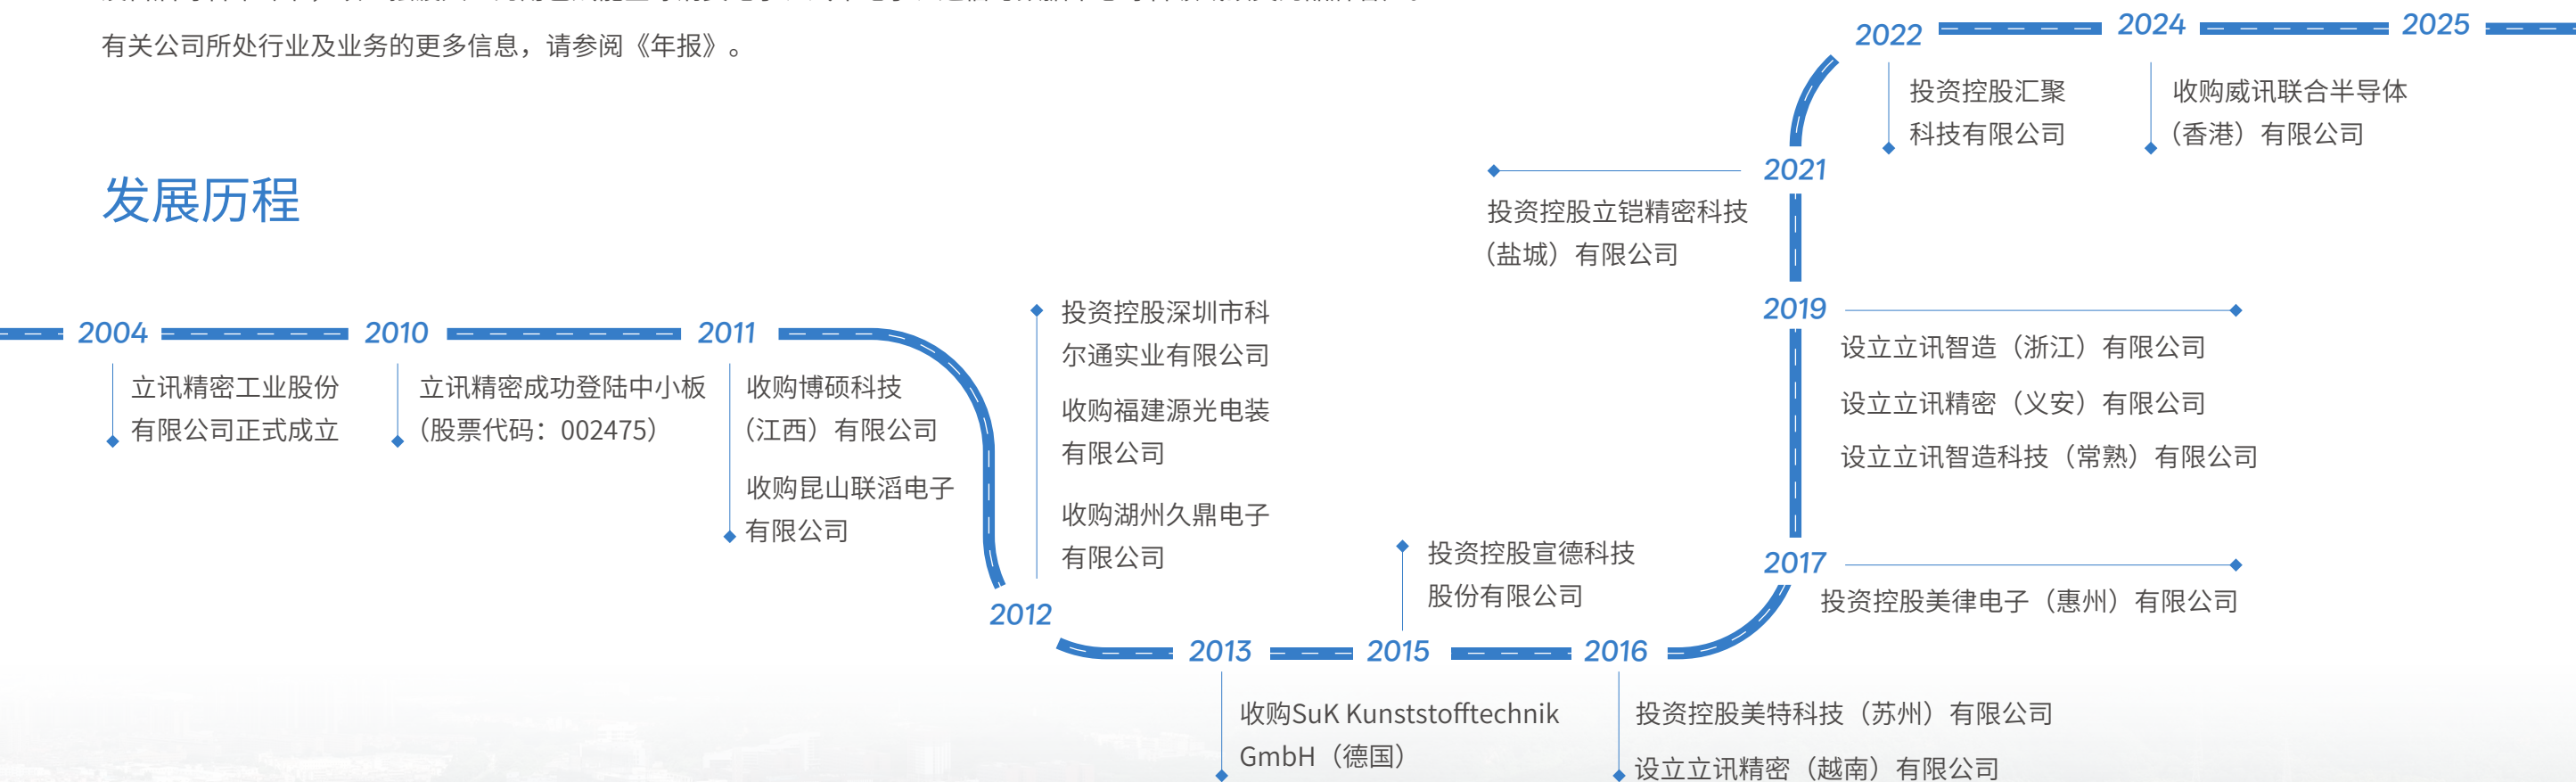 有关公司所处行业及业务的更多信息，请参阅《年报》。
发展历程
2004
立讯精密工业股份
有限公司正式成立
2010
立讯精密成功登陆中小板
（股票代码：002475）
2011
收购博硕科技
（江西）有限公司
收购昆山联滔电子
有限公司
2012
投资控股深圳市科
尔通实业有限公司
收购福建源光电装
有限公司
收购湖州久鼎电子
有限公司
2013
收购SuK Kunststofftechnik
GmbH（德国）
2015
投资控股宣德科技
股份有限公司
2016
投资控股美特科技（苏州）有限公司
设立立讯精密（越南）有限公司
2017
投资控股美律电子（惠州）有限公司
2019
设立立讯智造（浙江）有限公司
设立立讯精密（义安）有限公司
设立立讯智造科技（常熟）有限公司
2021
投资控股立铠精密科技
（盐城）有限公司
2022
投资控股汇聚
科技有限公司
2024
收购威讯联合半导体
（香港）有限公司
2025